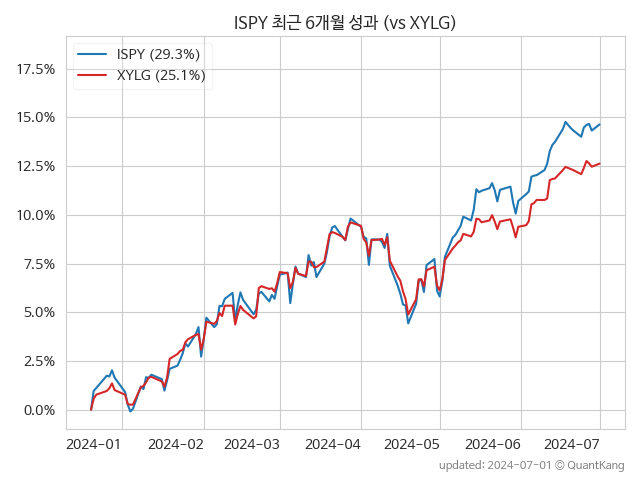 ISPY 최근 6개월 성과 (vs XYLG)
ISPY (29.3%)
XYLG (25.1%)
17.5%
15.0%
12.5%
10.0%
7.5%
5.0%
2.5%
0.0%
2024-01 2024-02 2024-03 2024-04 2024-05 2024-06 2024-07
updated: 2024-07-01 © QuantKang